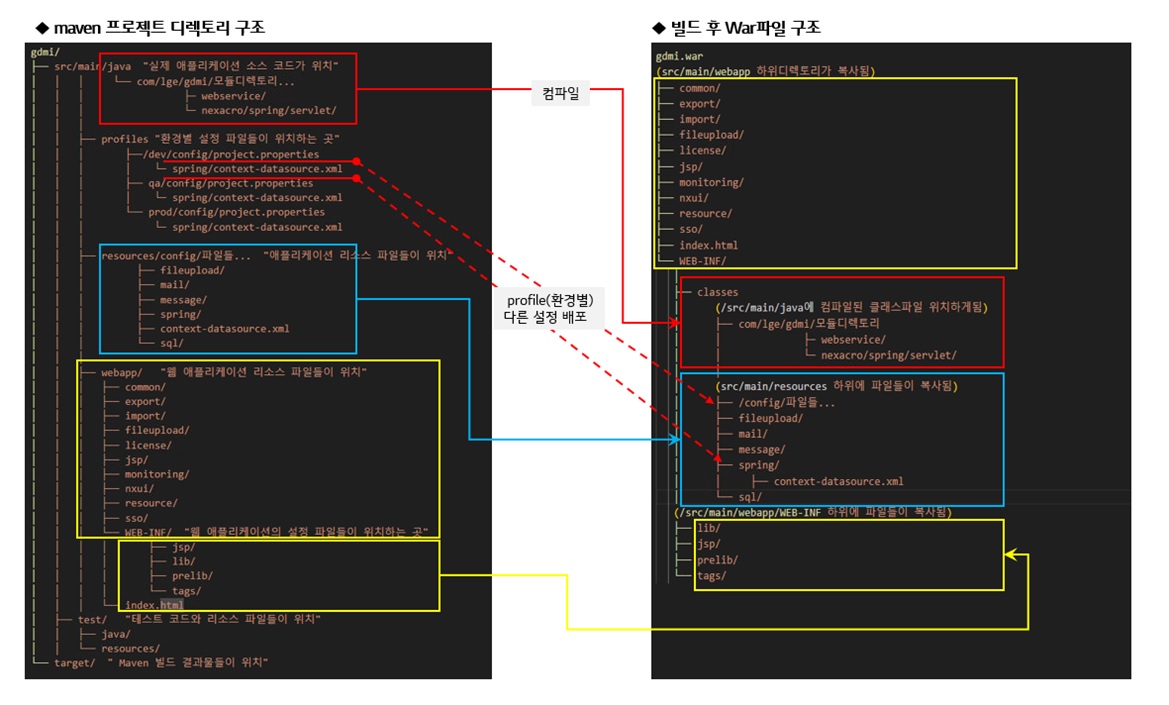 ◆ maven 프로젝트 디렉토리 구조
gdmi/
├── src/main/java "실제 애플리케이션 소스 코드가 위치"
└── com/lge/gdmi/모듈디렉토리...
├─ webservice/
└─ nexacro/spring/servlet/
├── profiles "환경별 설정 파일들이 위치하는 곳"
├──/dev/config/project.properties
└─ spring/context-datasource.xml
├── qa/config/project.properties
└─ spring/context-datasource.xml
└── prod/config/project.properties
└─ spring/context-datasource.xml
├── resources/config/파일들... "애플리케이션 리소스 파일들이 위치"
├── fileupload/
├── mail/
├── message/
├── spring/
├── context-datasource.xml
└── sql/
├── webapp/ "웹 애플리케이션 리소스 파일들이 위치"
├── common/
├── export/
├── import/
├── fileupload/
├── license/
├── jsp/
├── monitoring/
├── nxui/
├── resource/
├── sso/
└── WEB-INF/ "웹 애플리케이션의 설정 파일들이 위치하는 곳"
├── jsp/
├── lib/
├── prelib/
└── tags/
└── index.html
├── test/ "테스트 코드와 리소스 파일들이 위치"
├── java/
└── resources/
└── target/ " Maven 빌드 결과물들이 위치"
컴파일
profile(환경별)
다른 설정 배포
◆ 빌드 후 War파일 구조
gdmi.war
(src/main/webapp 하위디렉토리가 복사됨)
├── common/
├── export/
├── import/
├── fileupload/
├── license/
├── jsp/
├── monitoring/
├── nxui/
├── resource/
├── sso/
├── index.html
└── WEB-INF/
├── classes
(/src/main/java에 컴파일된 클래스파일 위치하게됨)
├── com/lge/gdmi/모듈디렉토리
├─ webservice/
└─ nexacro/spring/servlet/
(src/main/resources 하위에 파일들이 복사됨)
├── /config/파일들...
├── fileupload/
├── mail/
├── message/
├── spring/
├── context-datasource.xml
└── sql/
(/src/main/webapp/WEB-INF 하위에 파일들이 복사됨)
├── lib/
├── jsp/
├── prelib/
└── tags/